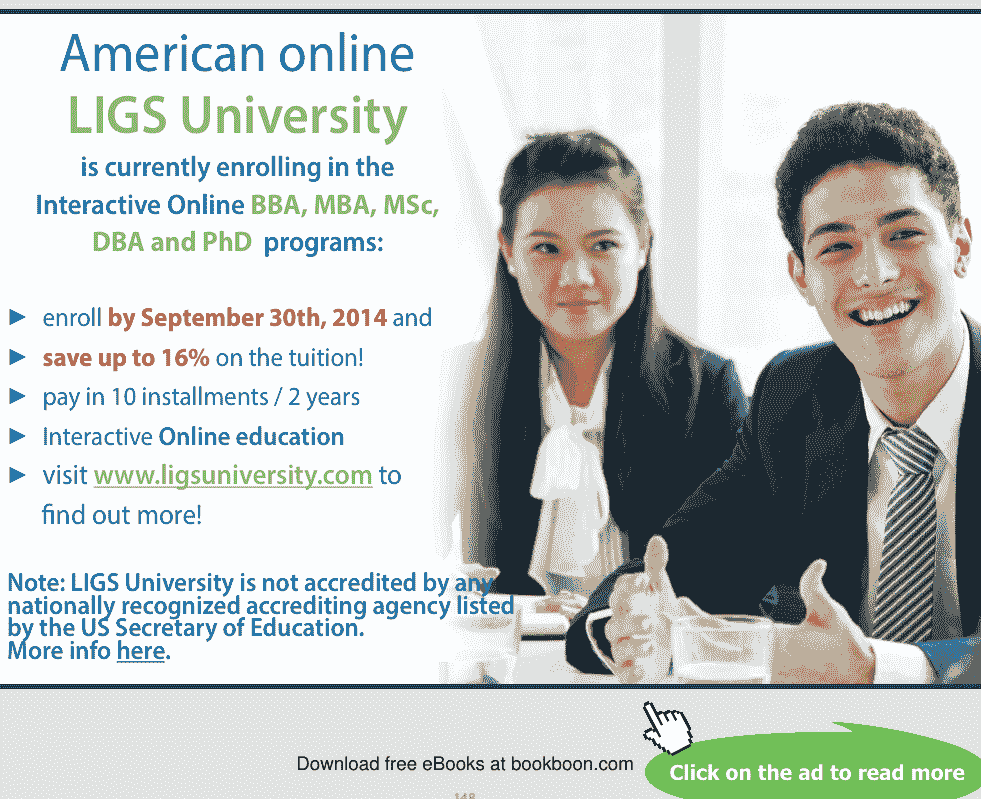 American online
LIGS University
is currently enrolling in the
Interactive Online BBA, MBA, MSc,
DBA and PhD programs:
► enroll by September 30th, 2014 and
► save up to 16% on the tuition!
► pay in 10 installments / 2 years
► Interactive Online education
► visit www.ligsuniversity.com to
find out more!
Note: LIGS University is not accredited by any
nationally recognized accrediting agency listed
by the US Secretary of Education.
More info here.
Download free eBooks at bookboon.com
Click on the ad to read more
148